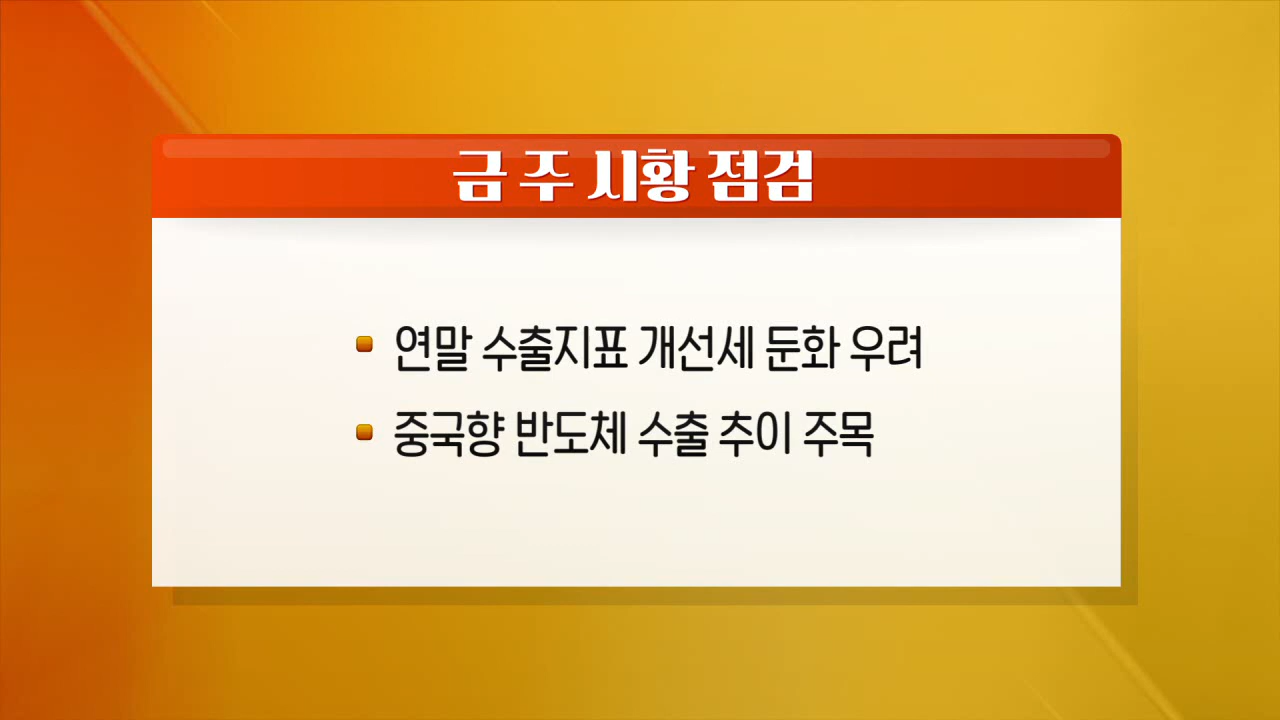 금주 시황 점검
연말 수출지표 개선세 둔화 우려
중국향 반도체 수출 추이 주목